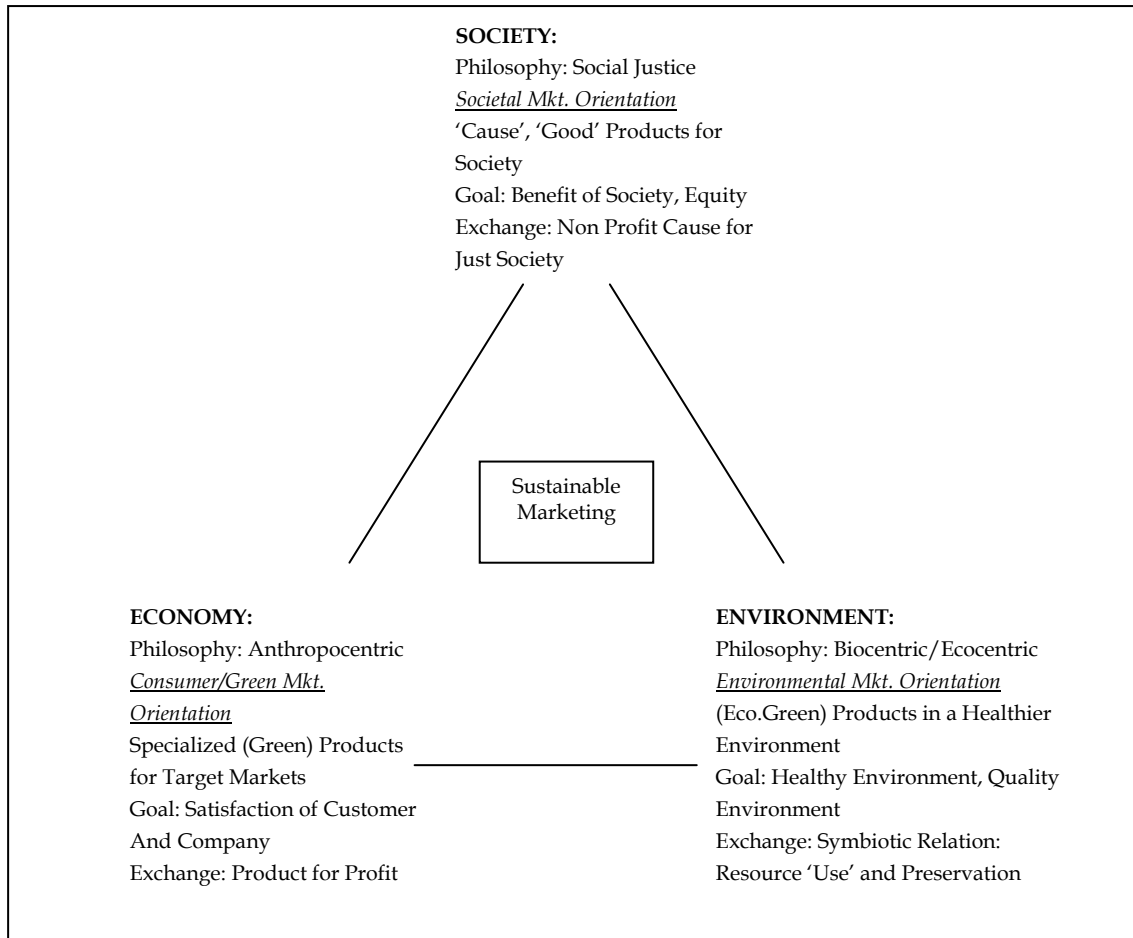 SOCIETY:
Philosophy: Social Justice
Societal Mkt. Orientation
‘Cause’, ‘Good’ Products for
Society
Goal: Benefit of Society, Equity
Exchange: Non Profit Cause for
Just Society
Sustainable
Marketing
ECONOMY:
Philosophy: Anthropocentric
Consumer/Green Mkt.
Orientation
Specialized (Green) Products
for Target Markets
Goal: Satisfaction of Customer
And Company
Exchange: Product for Profit
ENVIRONMENT:
Philosophy: Biocentric/Ecocentric
Environmental Mkt. Orientation
(Eco.Green) Products in a Healthier
Environment
Goal: Healthy Environment, Quality
Environment
Exchange: Symbiotic Relation:
Resource ‘Use’ and Preservation